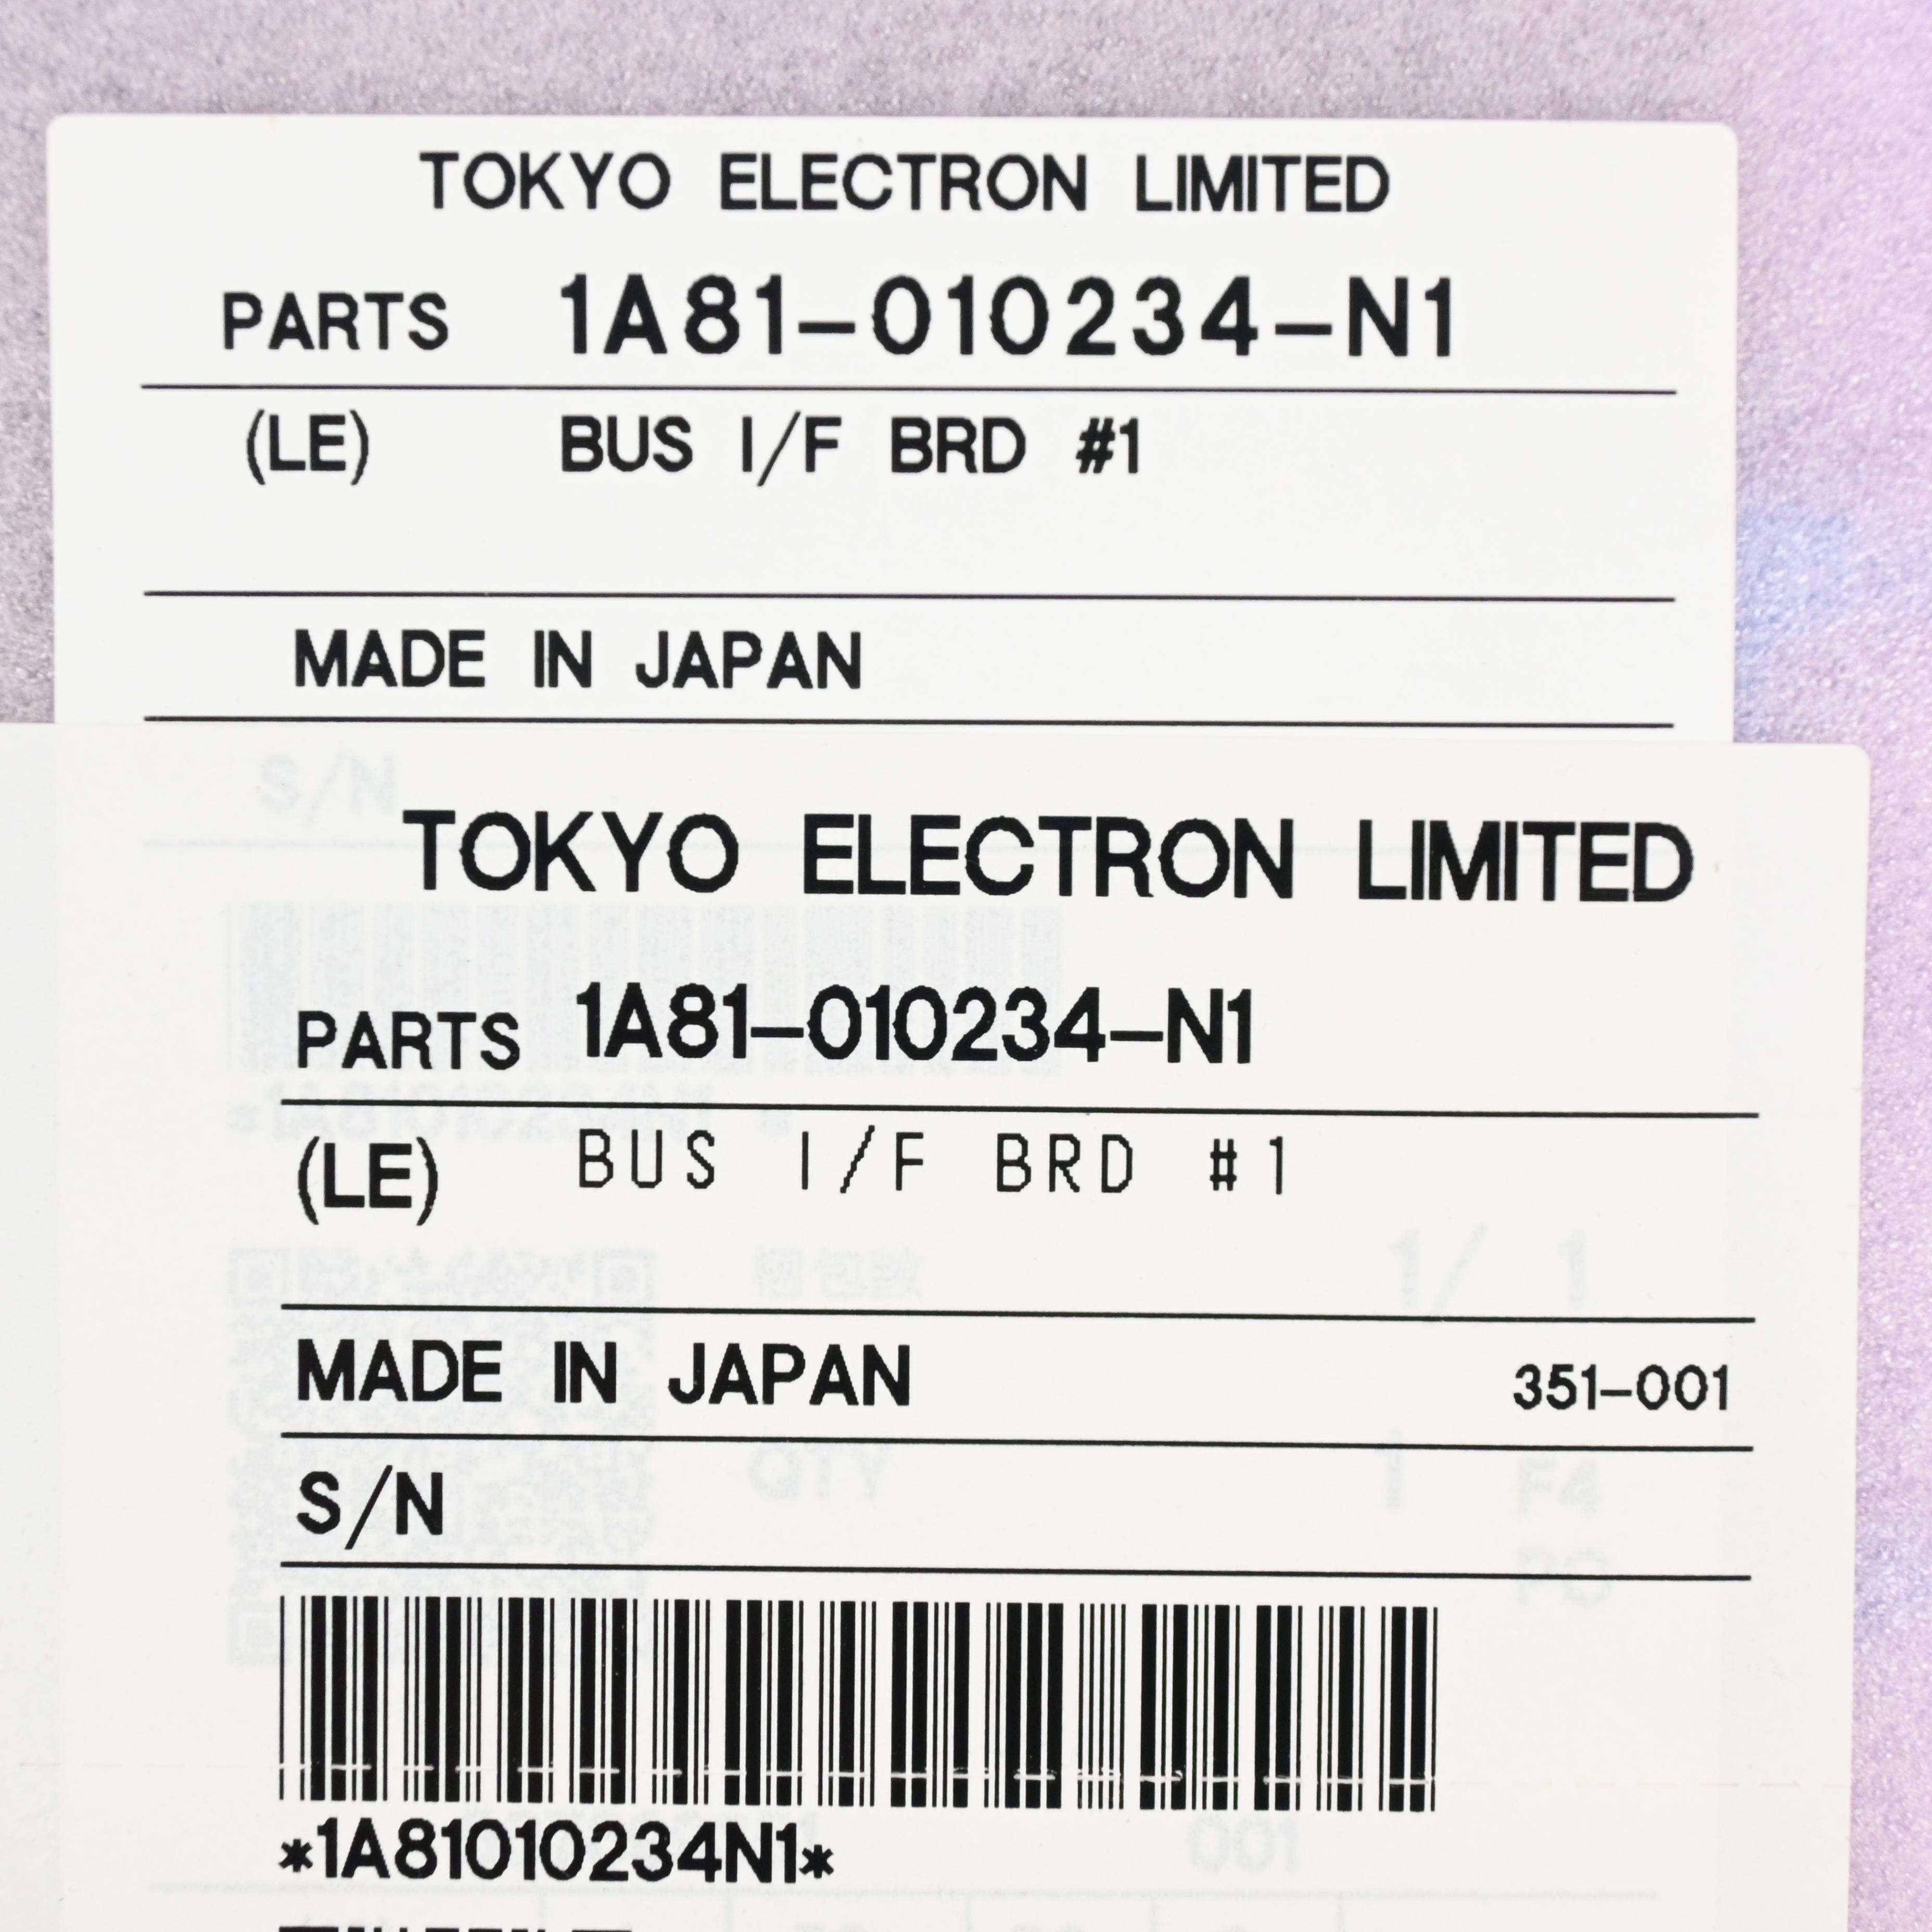 TOKYO ELECTRON LIMITED
PARTS 1A81-010234-N1
(LE) BUS I/F BRD #1
MADE IN JAPAN
S/N
TOKYO ELECTRON LIMITED
PARTS 1A81-010234-N1
(LE) BUS I/F BRD #1
MADE IN JAPAN 351-001
S/N
*1A81010234N1*